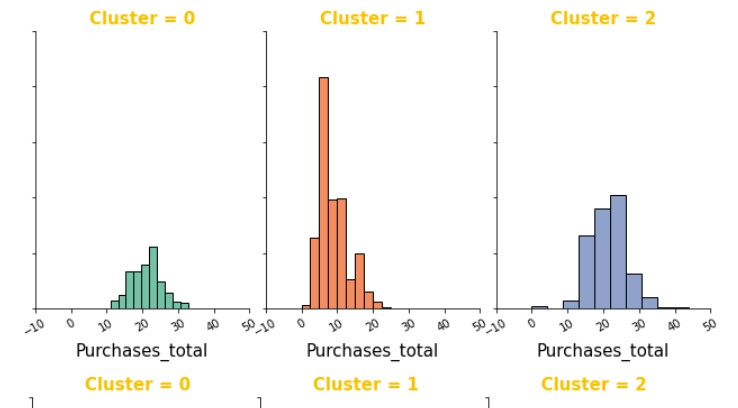 Cluster = 0 Cluster = 1 Cluster = 2
−10 0 10 20 30 40 50 −10 0 10 20 30 40 50 −10 0 10 20 30 40 50
Purchases_total Purchases_total Purchases_total
Cluster = 0 Cluster = 1 Cluster = 2